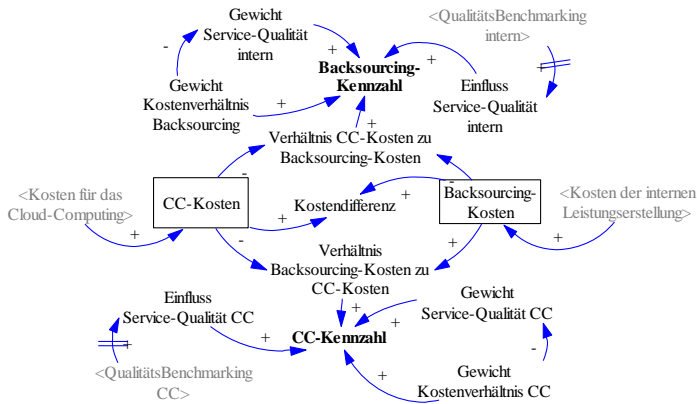 Gewicht
Service-Qualität
intern
<QualitätsBenchmarking
intern>
-
+
+
+
Backsourcing-
Kennzahl
+
Gewicht
Kostenverhältnis
Backsourcing
Einfluss
Service-Qualität
intern
+
+
Verhältnis CC-Kosten zu
Backsourcing-Kosten
-
-
<Kosten für das
Cloud-Computing>
CC-Kosten
Kostendifferenz
+
Backsourcing-
Kosten
<Kosten der internen
Leistungserstellung>
+
+
-
+
+
Verhältnis
Backsourcing-Kosten zu
CC-Kosten
Einfluss
Service-Qualität CC
Gewicht
Service-Qualität CC
+
+
+
+
CC-Kennzahl
-
<QualitätsBenchmarking
CC>
+
Gewicht
Kostenverhältnis CC